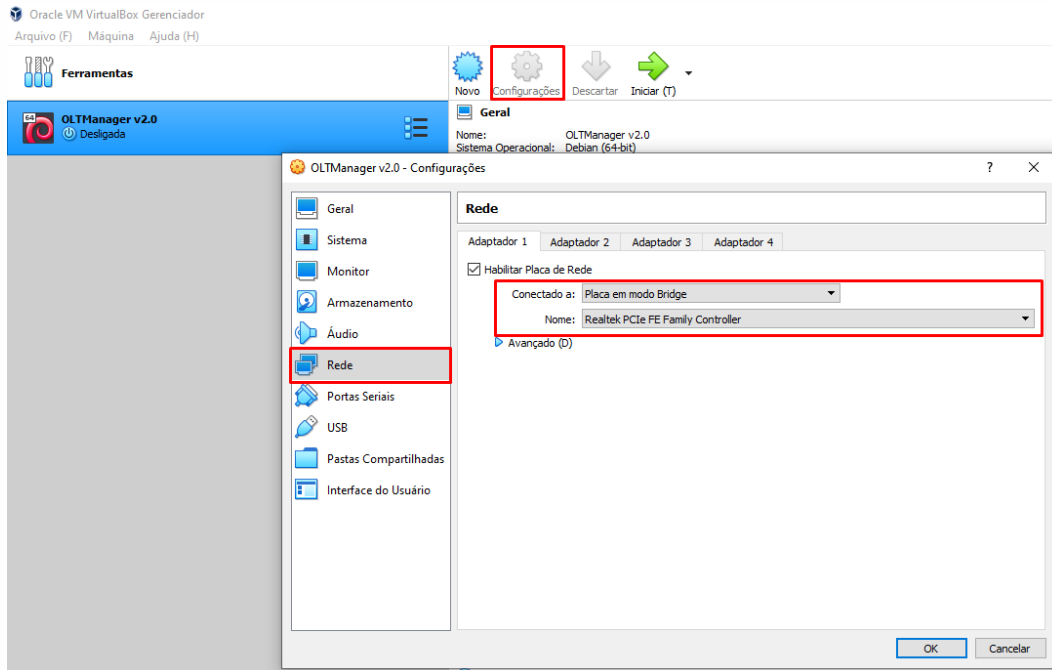 Oracle VM VirtualBox Gerenciador
Arquivo (F) Máquina Ajuda (H)
Ferramentas
Novo Configurações Descartar Iniciar (T)
64
OLTManager v2.0
Desligada
Geral
Nome: OLTManager v2.0
Sistema Operacional: Debian (64-bit)
OLTManager v2.0 - Configurações ? X
Geral
Sistema
Monitor
Armazenamento
Áudio
Rede
Portas Seriais
USB
Pastas Compartilhadas
Interface do Usuário
Rede
Adaptador 1 Adaptador 2 Adaptador 3 Adaptador 4
Habilitar Placa de Rede
Conectado a: Placa em modo Bridge
Nome: Realtek PCIe FE Family Controller
Avançado (D)
OK Cancelar